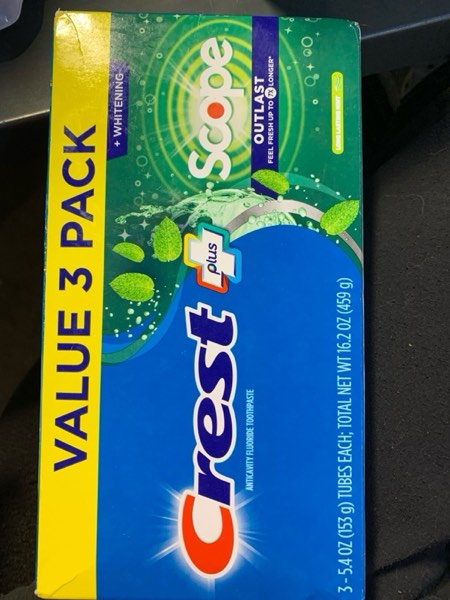 VALUE 3 PACK
Crest
plus
Scope
+ WHITENING
OUTLAST
FEEL FRESH UP TO 7X LONGER*
ANTICAVITY FLUORIDE TOOTHPASTE
3 – 5.4 OZ (153 g) TUBES EACH; TOTAL NET WT 16.2 OZ (459 g)